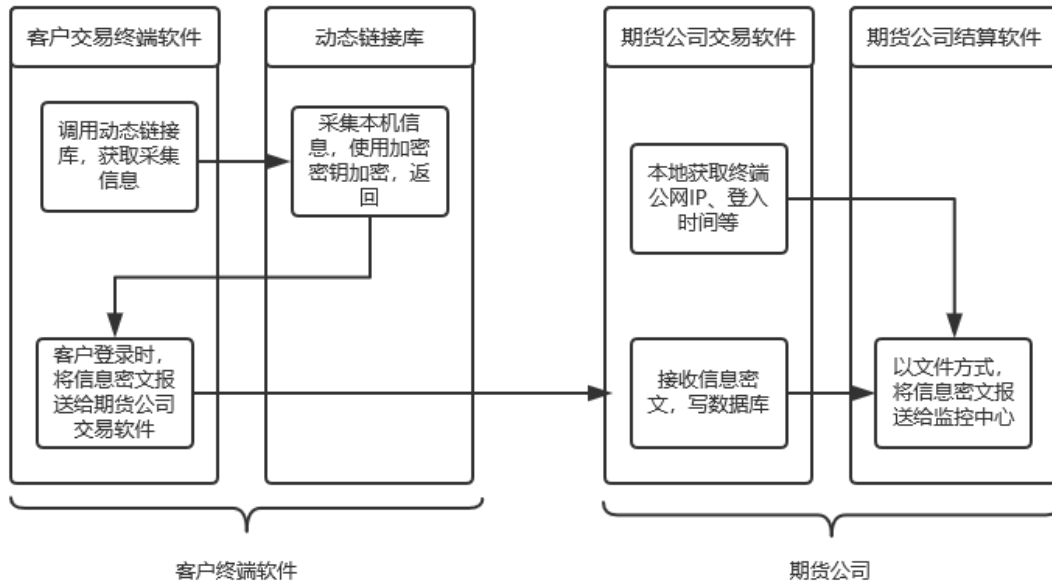 客户交易终端软件
动态链接库
期货公司交易软件
期货公司结算软件
调用动态链接
库，获取采集
信息
采集本机信
息，使用加密
密钥加密，返
回
本地获取终端
公网IP、登入
时间等
客户登录时，
将信息密文报
送给期货公司
交易软件
接收信息密
文，写数据库
以文件方式，
将信息密文报
送给监控中心
客户终端软件
期货公司